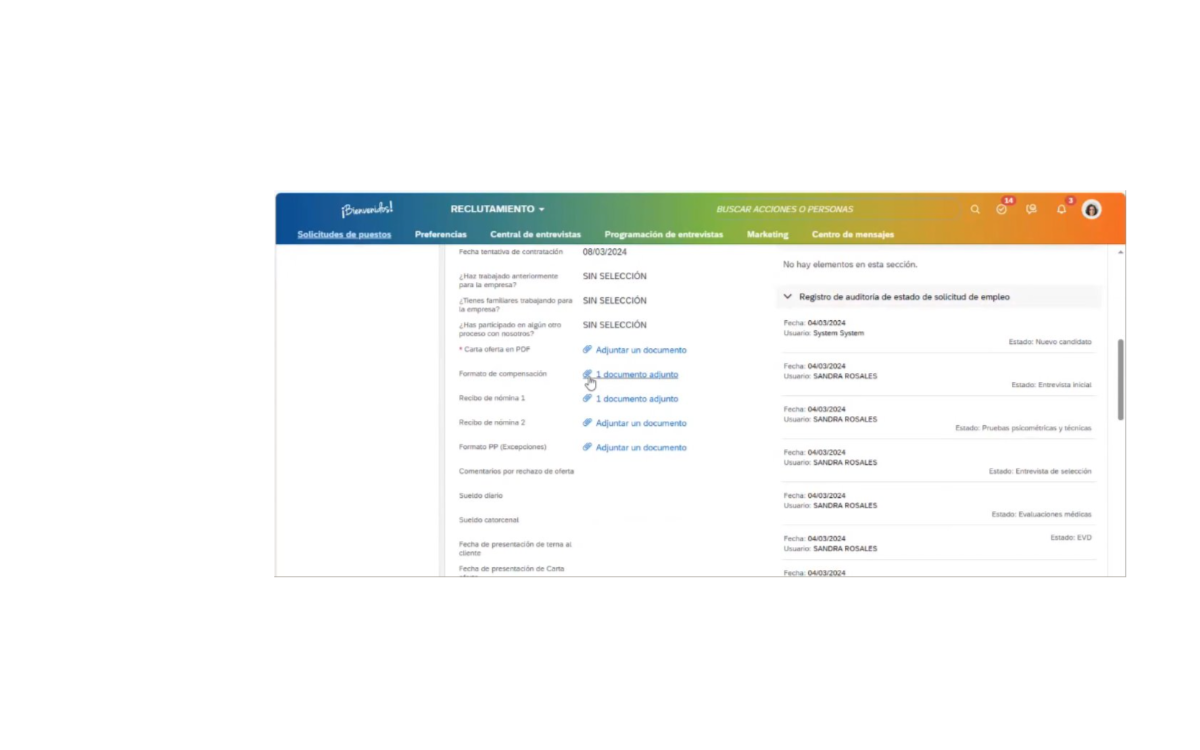 ¡Bienvenidos!
RECLUTAMIENTO
BUSCAR ACCIONES O PERSONAS
14
3
Solicitudes de puestos Preferencias Central de entrevistas Programación de entrevistas Marketing Centro de mensajes
Fecha tentativa de contratación 08/03/2024
¿Haz trabajado anteriormente
para la empresa? SIN SELECCIÓN
¿Tienes familiares trabajando para
la empresa? SIN SELECCIÓN
¿Has participado en algún otro
proceso con nosotros? SIN SELECCIÓN
* Carta oferta en PDF Adjuntar un documento
Formato de compensación 1 documento adjunto
Recibo de nómina 1 1 documento adjunto
Recibo de nómina 2 Adjuntar un documento
Formato PP (Excepciones) Adjuntar un documento
Comentarios por rechazo de oferta
Sueldo diario
Sueldo catorcenal
Fecha de presentación de terna al
cliente
Fecha de presentación de Carta
No hay elementos en esta sección.
Registro de auditoría de estado de solicitud de empleo
Fecha: 04/03/2024
Usuario: System System
Estado: Nuevo candidato
Fecha: 04/03/2024
Usuario: SANDRA ROSALES
Estado: Entrevista inicial
Fecha: 04/03/2024
Usuario: SANDRA ROSALES
Estado: Pruebas psicométricas y técnicas
Fecha: 04/03/2024
Usuario: SANDRA ROSALES
Estado: Entrevista de selección
Fecha: 04/03/2024
Usuario: SANDRA ROSALES
Estado: Evaluaciones médicas
Fecha: 04/03/2024
Estado: EVD
Usuario: SANDRA ROSALES
Fecha: 04/03/2024